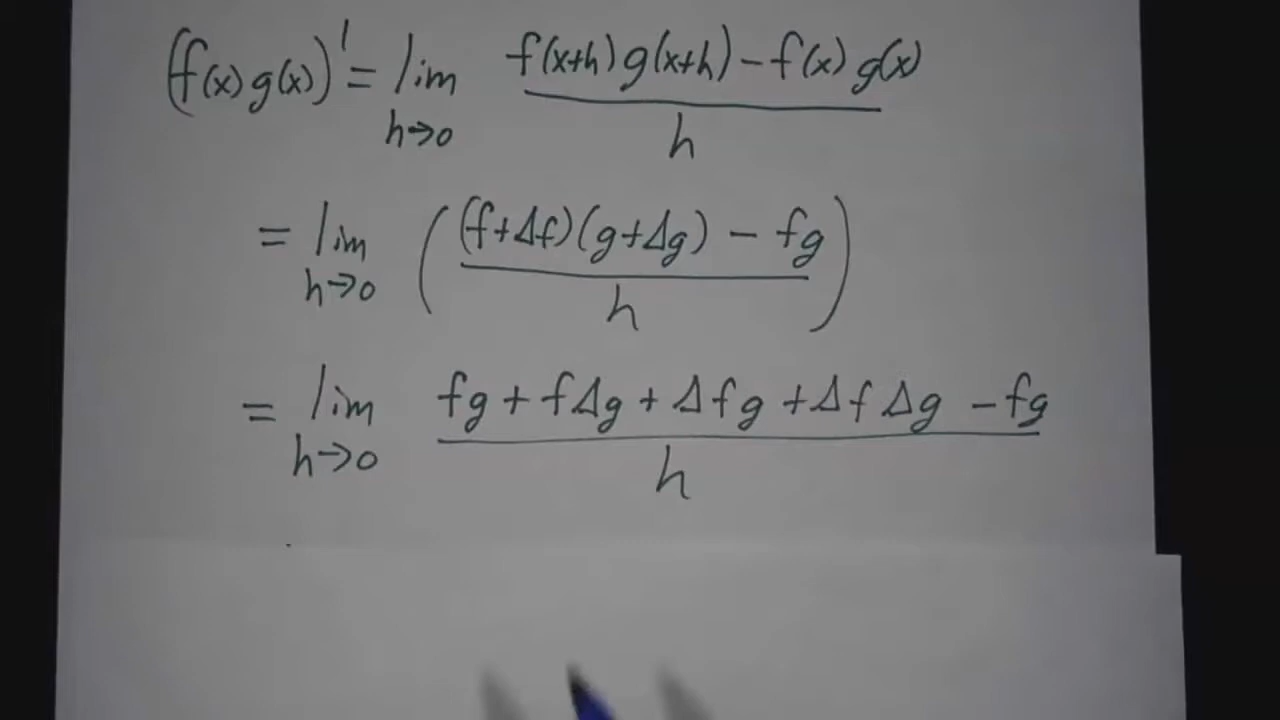 (f(x) g(x))' = lim h→0 f(x+h) g(x+h) − f(x) g(x) / h
= lim h→0 ( (f+Δf)(g+Δg) − fg / h )
= lim h→0 fg + fΔg + Δfg + ΔfΔg − fg / h